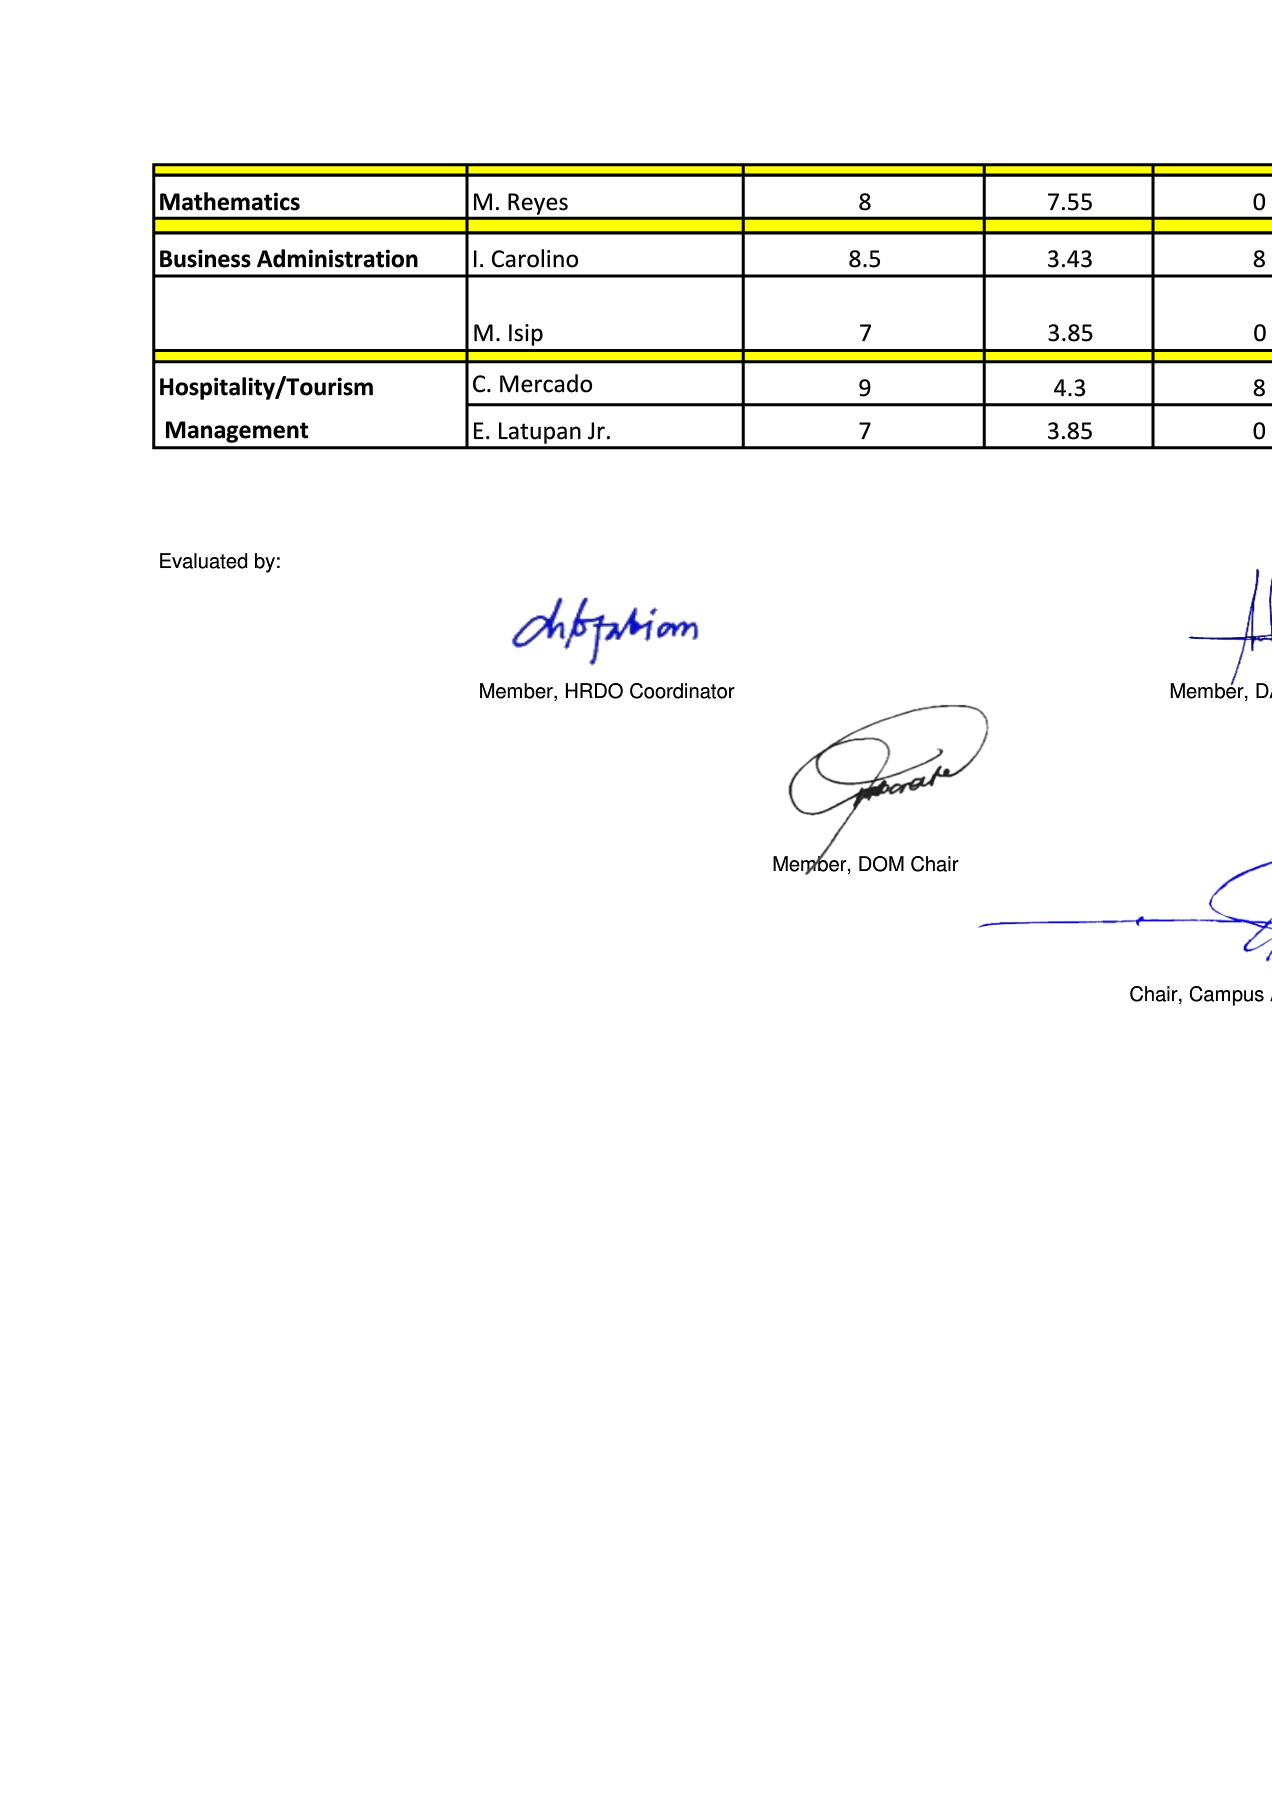 Mathematics M. Reyes 8 7.55 0
Business Administration I. Carolino 8.5 3.43 8
M. Isip 7 3.85 0
Hospitality/Tourism C. Mercado 9 4.3 8
Management E. Latupan Jr. 7 3.85 0
Evaluated by:
Member, HRDO Coordinator
Member, DA
Member, DOM Chair
Chair, Campus